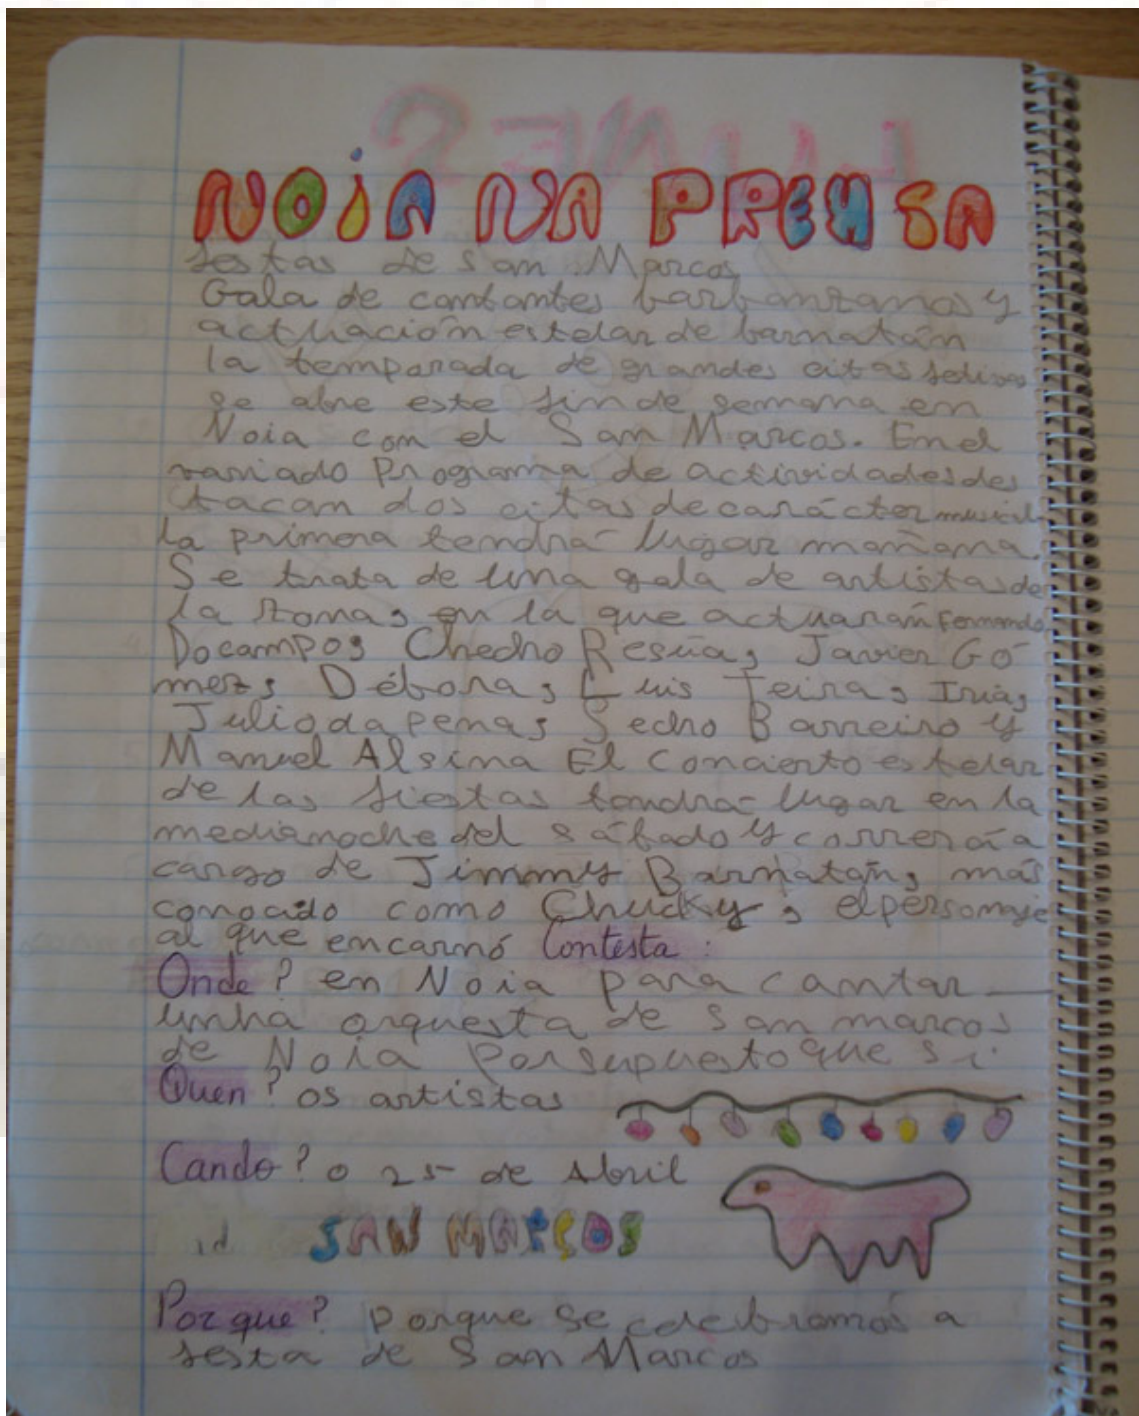 NOiA NA PRENSA
festas de San Marcos
Gala de cantantes barbanzanos y
actuación estelar de barnatán
la temporada de grandes citas
se abre este fin de semana en
Noia con el San Marcos. En el
variado programa de actividades des
tacan dos citas de carácter musical
La primera tendrá lugar mañana.
Se trata de una gala de artistas de
la zona, en la que actuarán Fernando
Docampo, Checho Resua, Javier Gó
mez, Débora, Luis Teira, Iria,
Julio da pena, Secho Barreiro y
Manuel Alsina El concierto estelar
de las fiestas tendrá lugar en la
medianoche del sábado y correrá a
cargo de Jimmy Barnatán, más
conocido como Chucky, el personaje
al que encarnó Contesta:
Onde? en Noia para cantar
unha orquesta de San marcos
de Noia por supuesto que si.
Quen? os artistas
Cando? o 25 de Abril
SAN MARCOS
Por que? porque se celebramos a
festa de San Marcos